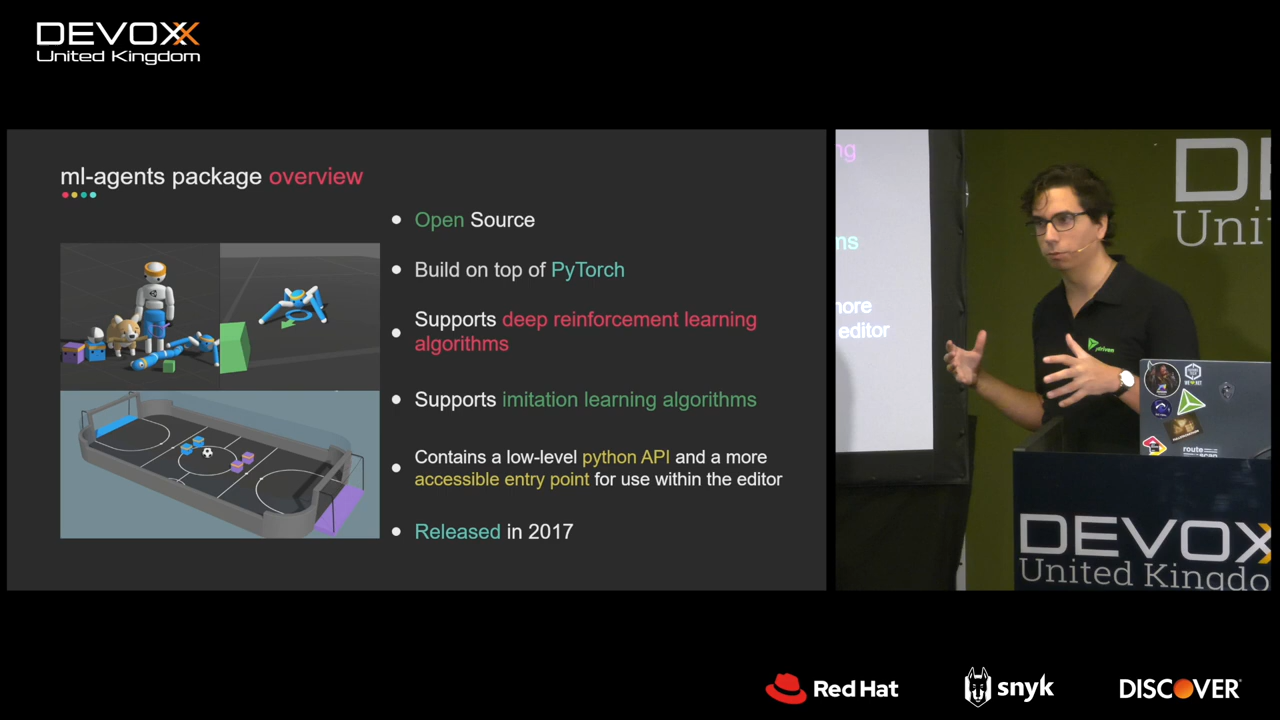 DEVOXX
United Kingdom
ml-agents package overview
Open Source
Build on top of PyTorch
Supports deep reinforcement learning
algorithms
Supports imitation learning algorithms
Contains a low-level python API and a more
accessible entry point for use within the editor
Released in 2017
ng
ms
nore
editor
DE
Uni
DEVOXX
United Kingdo
Red Hat
snyk
DISCOVER